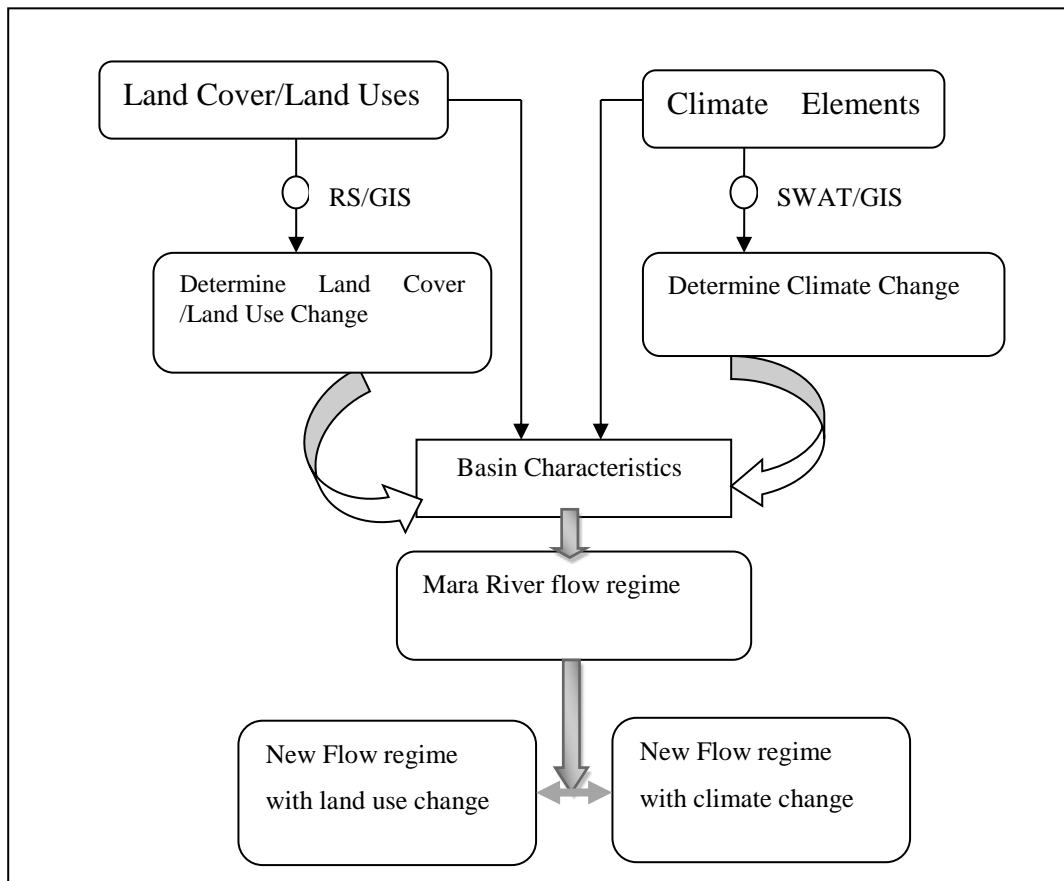 Land Cover/Land Uses
Climate Elements
RS/GIS
SWAT/GIS
Determine Land Cover
/Land Use Change
Determine Climate Change
Basin Characteristics
Mara River flow regime
New Flow regime
with land use change
New Flow regime
with climate change